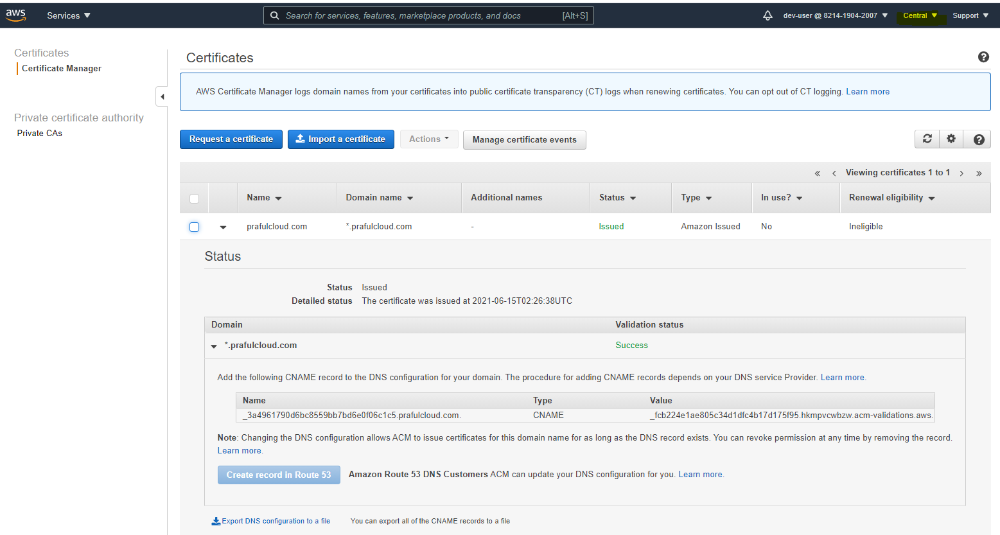 aws
Services
Search for services, features, marketplace products, and docs [Alt+S]
dev-user @ 8214-1904-2007
Central
Support
Certificates
Certificate Manager
Private certificate authority
Private CAs
Certificates
AWS Certificate Manager logs domain names from your certificates into public certificate transparency (CT) logs when renewing certificates. You can opt out of CT logging. Learn more
Request a certificate Import a certificate Actions Manage certificate events
Viewing certificates 1 to 1
Name Domain name Additional names Status Type In use? Renewal eligibility
prafulcloud.com *.prafulcloud.com - Issued Amazon Issued No Ineligible
Status
Status Issued
Detailed status The certificate was issued at 2021-06-15T02:26:38UTC
Domain Validation status
*.prafulcloud.com Success
Add the following CNAME record to the DNS configuration for your domain. The procedure for adding CNAME records depends on your DNS service Provider. Learn more.
Name Type Value
_3a4961790d6bc8559bb7bd6e0f06c1c5.prafulcloud.com. CNAME _fcb224e1ae805c34d1dfc4b17d175f95.hkmpvcwbzw.acm-validations.aws.
Note: Changing the DNS configuration allows ACM to issue certificates for this domain name for as long as the DNS record exists. You can revoke permission at any time by removing the record.
Learn more.
Create record in Route 53 Amazon Route 53 DNS Customers ACM can update your DNS configuration for you. Learn more.
Export DNS configuration to a file You can export all of the CNAME records to a file